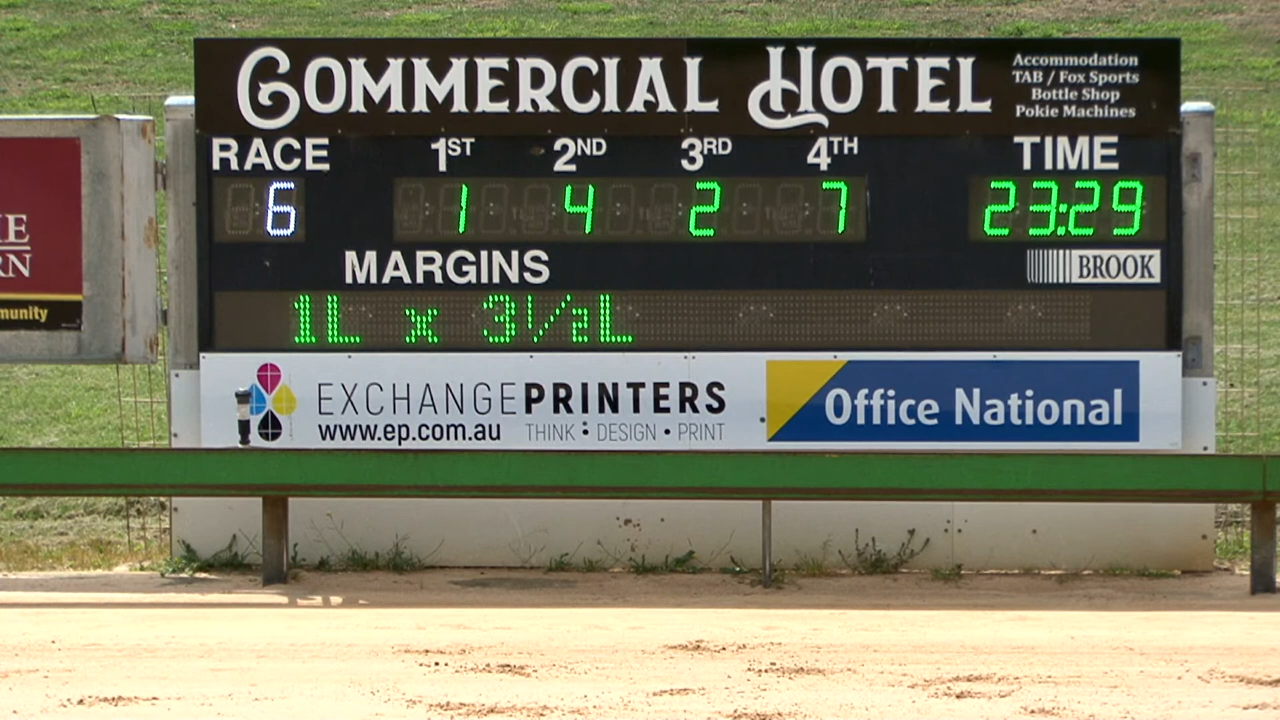 COMMERCIAL HOTEL
Accommodation
TAB / Fox Sports
Bottle Shop
Pokie Machines
RACE 1ST 2ND 3RD 4TH TIME
6 1 4 2 7 23:29
MARGINS
BROOK
1L x 3½L
EXCHANGEPRINTERS
www.ep.com.au THINK • DESIGN • PRINT
Office National
munity